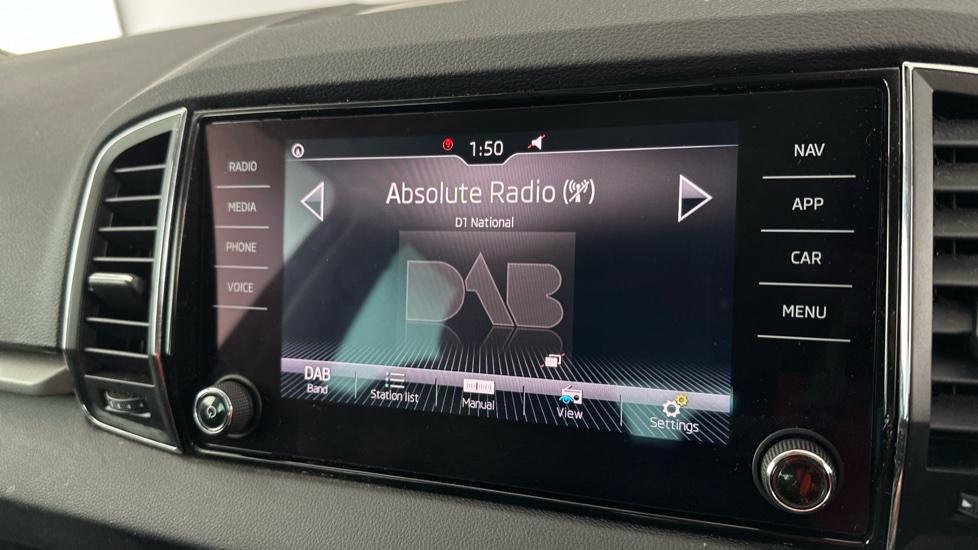 RADIO
MEDIA
PHONE
VOICE
1:50
Absolute Radio
D1 National
DAB
DAB
Band
Station list
Manual
View
Settings
NAV
APP
CAR
MENU